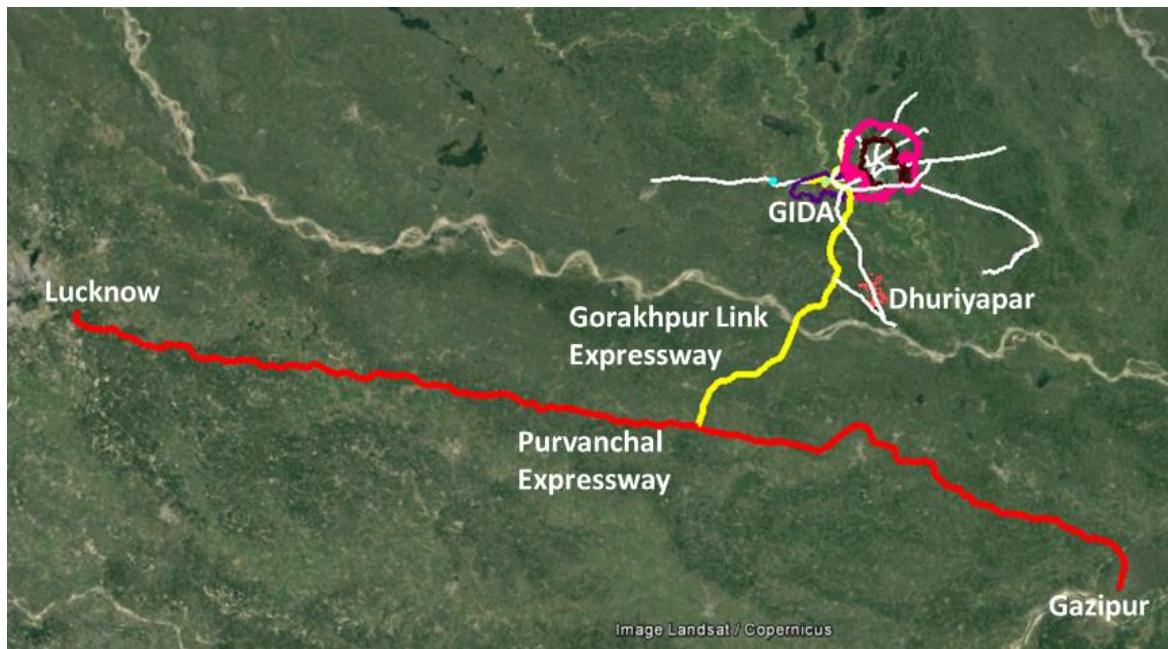 GIDA
Lucknow
Dhuriyapar
Gorakhpur Link
Expressway
Purvanchal
Expressway
Gazipur
Image Landsat / Copernicus